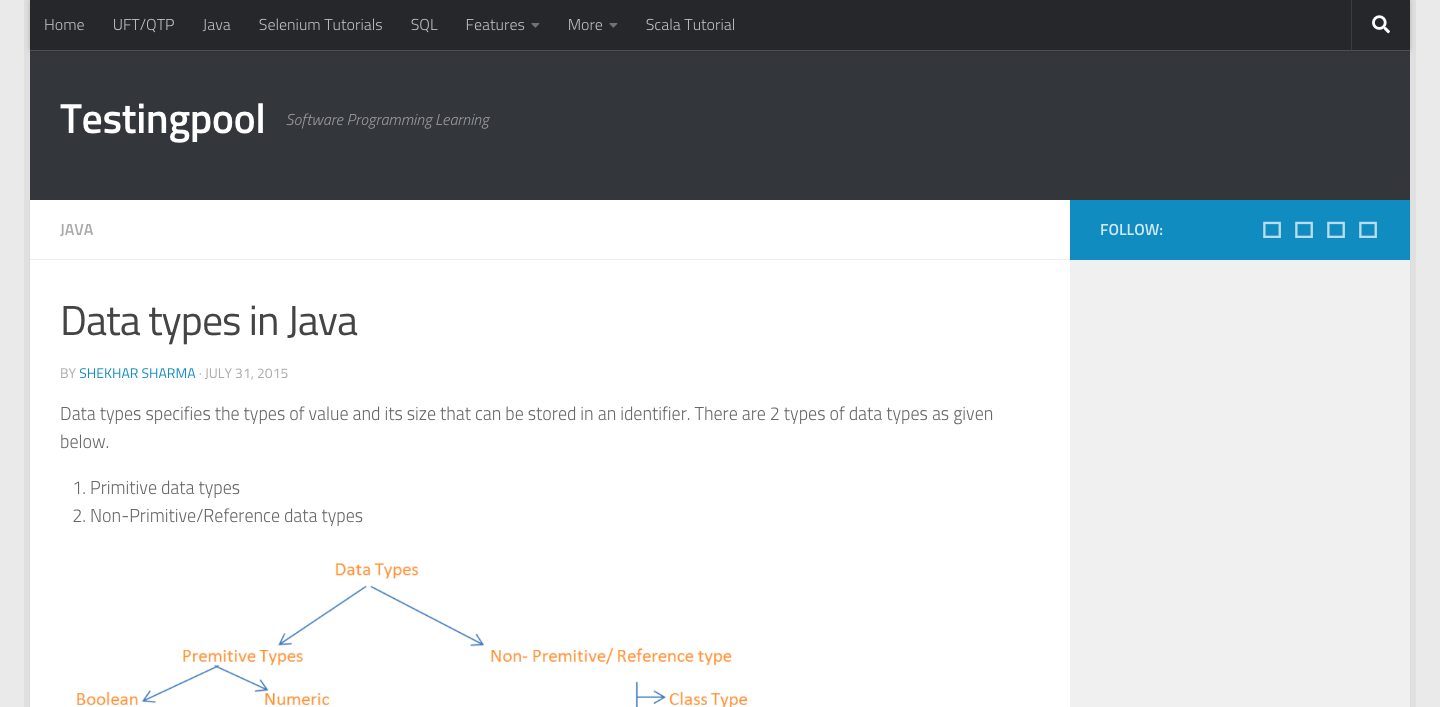 Home UFT/QTP Java Selenium Tutorials SQL Features More Scala Tutorial
Testingpool Software Programming Learning
JAVA
FOLLOW:
Data types in Java
BY SHEKHAR SHARMA · JULY 31, 2015
Data types specifies the types of value and its size that can be stored in an identifier. There are 2 types of data types as given
below.
1. Primitive data types
2. Non-Primitive/Reference data types
Data Types
Premitive Types Non- Premitive/ Reference type
Boolean Numeric Class Type